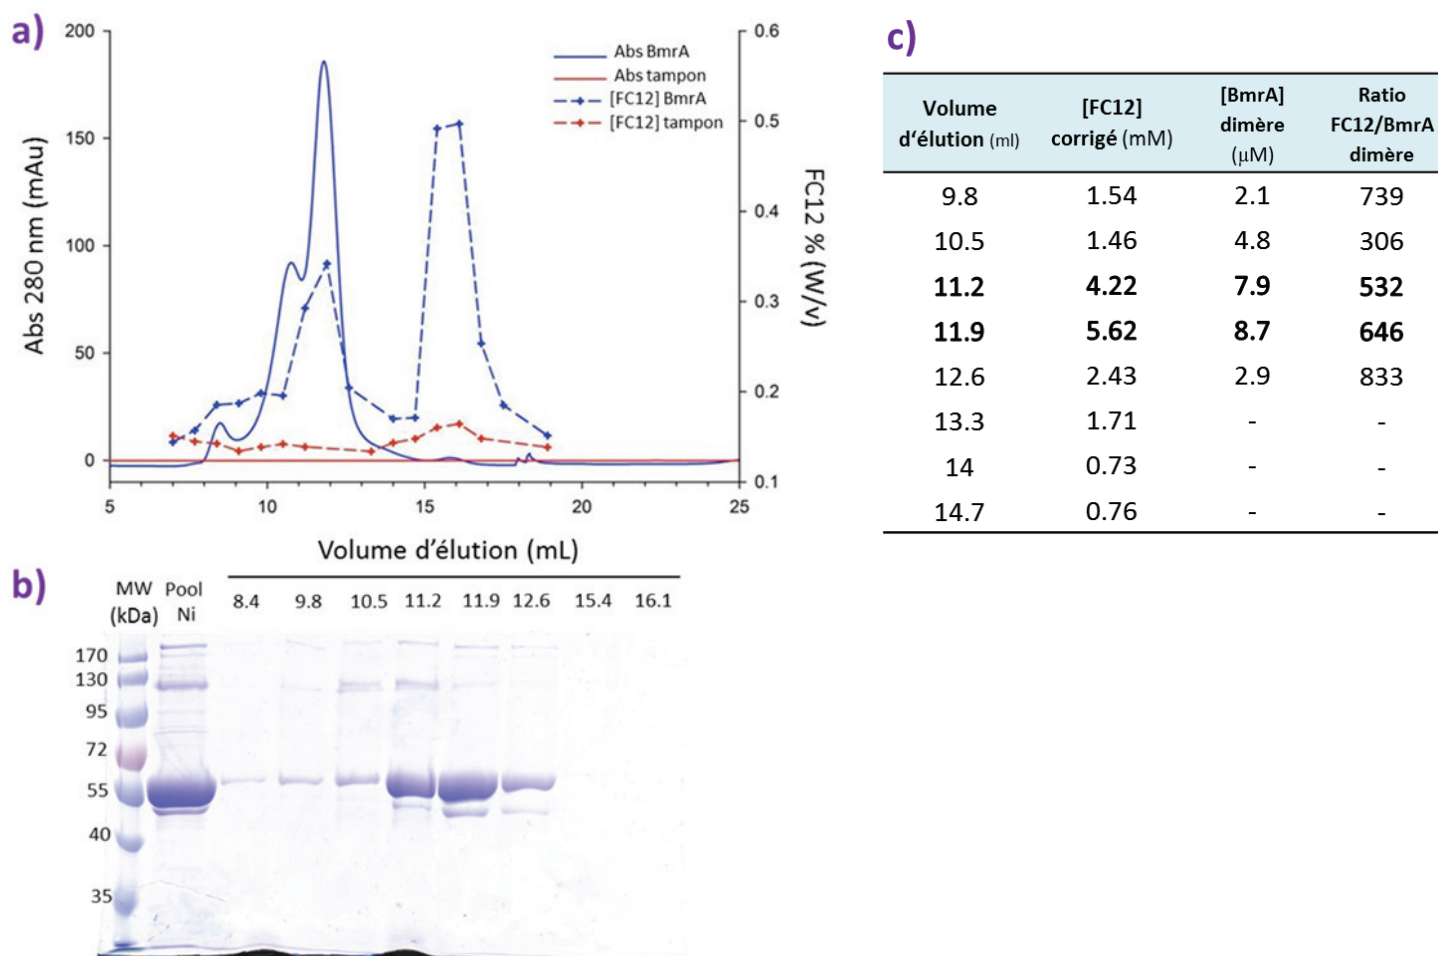 a)
200
150
100
50
0
Abs 280 nm (mAu)
0.6
0.5
0.4
0.3
0.2
0.1
FC12 % (W/v)
Abs BmrA
Abs tampon
[FC12] BmrA
[FC12] tampon
5 10 15 20 25
Volume d'élution (mL)
b)
MW (kDa)
Pool Ni
8.4 9.8 10.5 11.2 11.9 12.6 15.4 16.1
170
130
95
72
55
40
35
c)
Volume d'élution (ml) [FC12] corrigé (mM) [BmrA] dimère (µM) Ratio FC12/BmrA dimère
9.8 1.54 2.1 739
10.5 1.46 4.8 306
11.2 4.22 7.9 532
11.9 5.62 8.7 646
12.6 2.43 2.9 833
13.3 1.71 - -
14 0.73 - -
14.7 0.76 - -